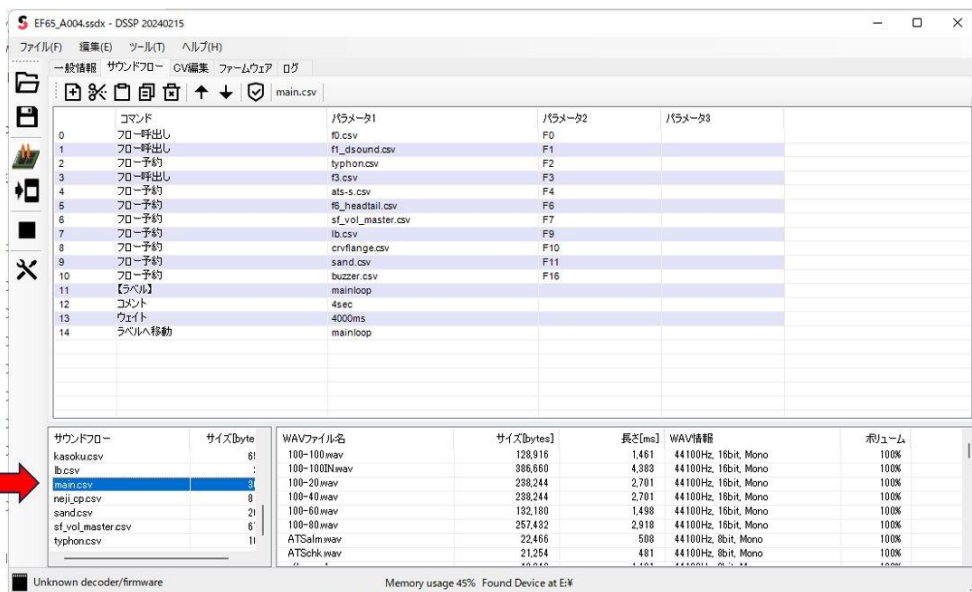 EF65_A004.ssdx - DSSP 20240215
ファイル(F) 編集(E) ツール(T) ヘルプ(H)
一般情報 サウンドフロー CV編集 ファームウェア ログ
main.csv
コマンド パラメータ1 パラメータ2 パラメータ3
0 フロー呼出し f0.csv F0
1 フロー呼出し f1_dsound.csv F1
2 フロー予約 typhon.csv F2
3 フロー呼出し f3.csv F3
4 フロー予約 ats-s.csv F4
5 フロー予約 f6_headtail.csv F6
6 フロー予約 sf_vol_master.csv F7
7 フロー予約 lb.csv F9
8 フロー予約 crvflange.csv F10
9 フロー予約 sand.csv F11
10 フロー予約 buzzer.csv F16
11 【ラベル】 mainloop
12 コメント 4sec
13 ウェイト 4000ms
14 ラベルへ移動 mainloop
サウンドフロー サイズ[byte WAVファイル名 サイズ[bytes] 長さ[ms] WAV情報 ボリューム
kasoku.csv 100-100.wav 128,916 1,461 44100Hz, 16bit, Mono 100%
lb.csv 100-100IN.wav 386,660 4,383 44100Hz, 16bit, Mono 100%
main.csv 100-20.wav 238,244 2,701 44100Hz, 16bit, Mono 100%
neji_cp.csv 8 100-40.wav 238,244 2,701 44100Hz, 16bit, Mono 100%
sand.csv 100-60.wav 132,180 1,498 44100Hz, 16bit, Mono 100%
sf_vol_master.csv 100-80.wav 257,432 2,918 44100Hz, 16bit, Mono 100%
typhon.csv ATSalm.wav 22,466 508 44100Hz, 8bit, Mono 100%
ATSchk.wav 21,254 481 44100Hz, 8bit, Mono 100%
Unknown decoder/firmware Memory usage 45% Found Device at E:¥